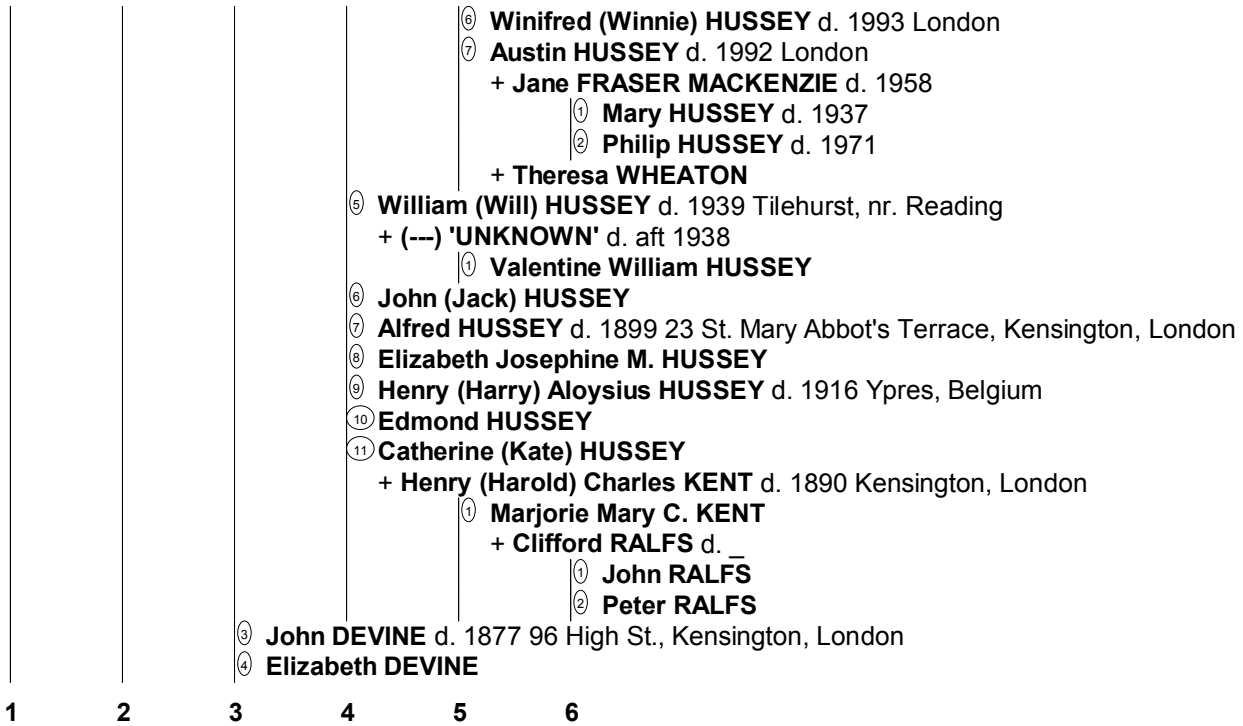 6 Winifred (Winnie) HUSSEY d. 1993 London
7 Austin HUSSEY d. 1992 London
+ Jane FRASER MACKENZIE d. 1958
1 Mary HUSSEY d. 1937
2 Philip HUSSEY d. 1971
+ Theresa WHEATON
5 William (Will) HUSSEY d. 1939 Tilehurst, nr. Reading
+ (---) 'UNKNOWN' d. aft 1938
1 Valentine William HUSSEY
6 John (Jack) HUSSEY
7 Alfred HUSSEY d. 1899 23 St. Mary Abbot's Terrace, Kensington, London
8 Elizabeth Josephine M. HUSSEY
9 Henry (Harry) Aloysius HUSSEY d. 1916 Ypres, Belgium
10 Edmond HUSSEY
11 Catherine (Kate) HUSSEY
+ Henry (Harold) Charles KENT d. 1890 Kensington, London
1 Marjorie Mary C. KENT
+ Clifford RALFS d. _
1 John RALFS
2 Peter RALFS
3 John DEVINE d. 1877 96 High St., Kensington, London
4 Elizabeth DEVINE
1 2 3 4 5 6